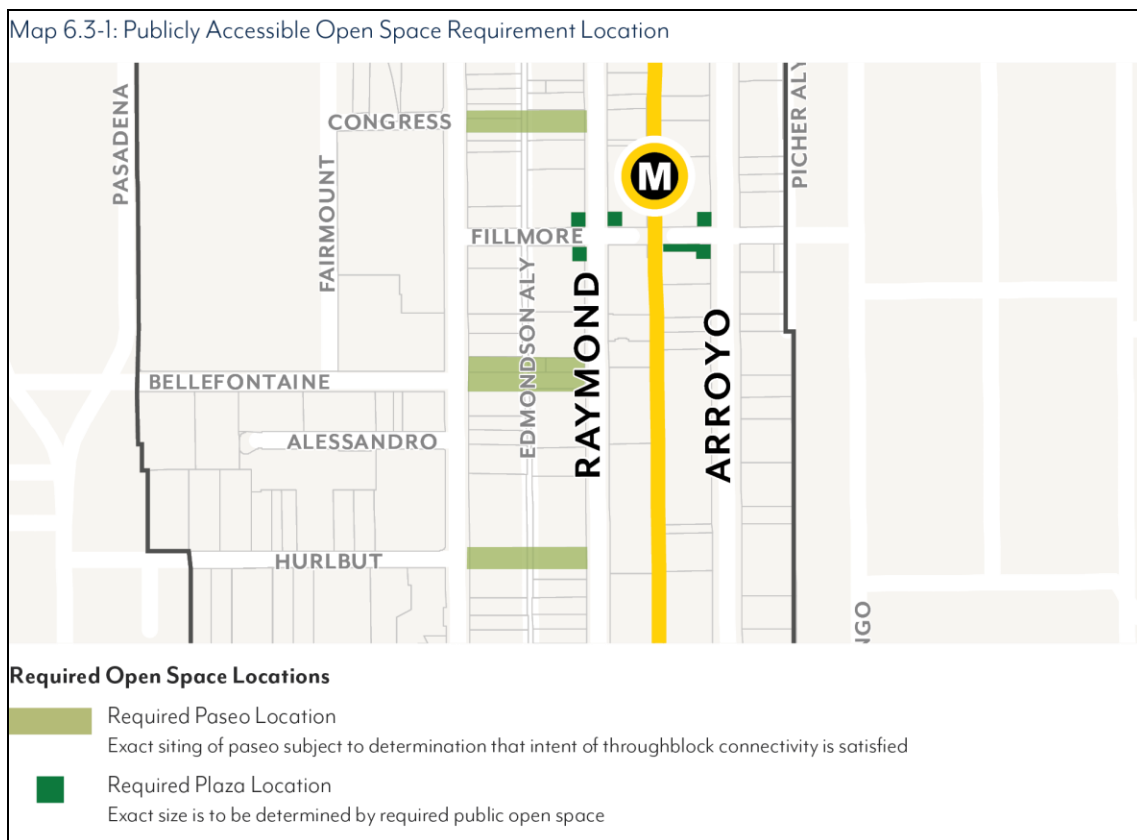 Map 6.3-1: Publicly Accessible Open Space Requirement Location
PASADENA
FAIRMOUNT
CONGRESS
M
PICHER ALY
FILLMORE
EDMONDSON ALY
RAYMOND
ARROYO
BELLEFONTAINE
ALESSANDRO
HURLBUT
NGO
Required Open Space Locations
Required Paseo Location
Exact siting of paseo subject to determination that intent of throughblock connectivity is satisfied
Required Plaza Location
Exact size is to be determined by required public open space